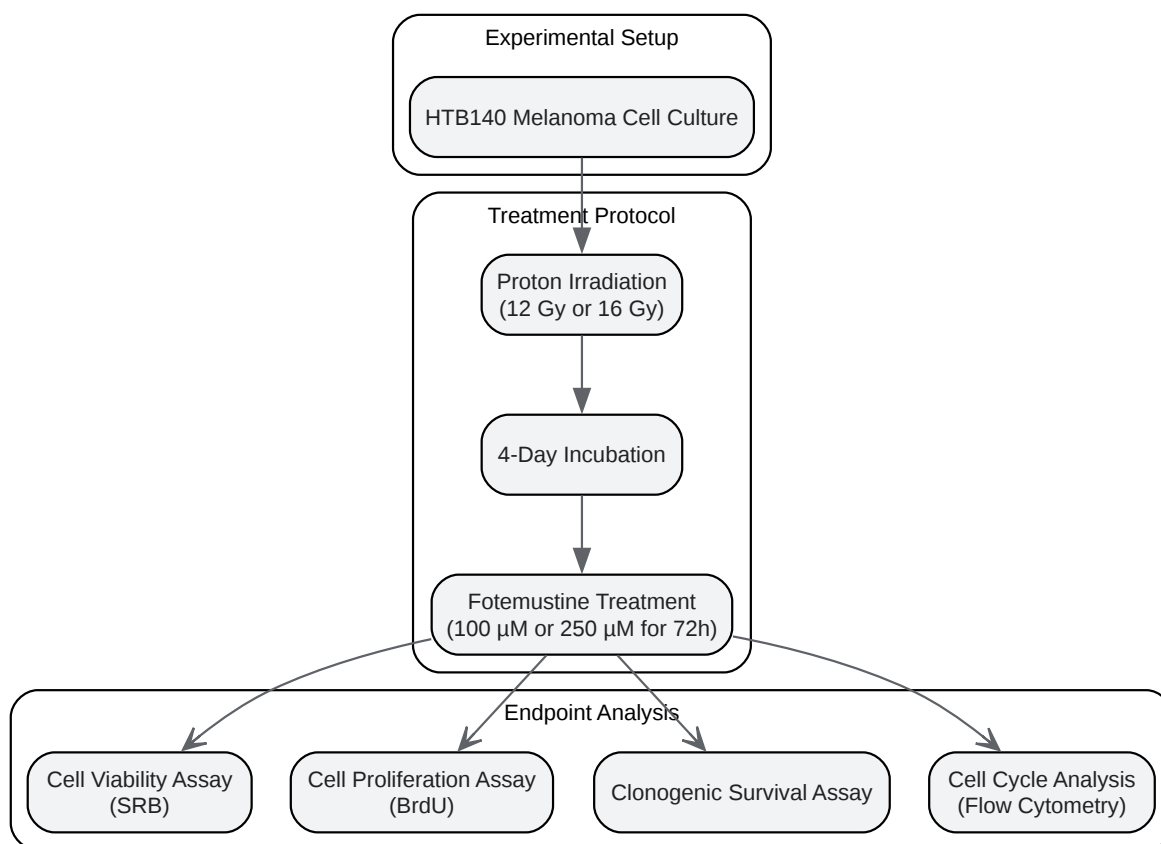 Experimental Setup
HTB140 Melanoma Cell Culture
Treatment Protocol
Proton Irradiation
(12 Gy or 16 Gy)
4-Day Incubation
Fotemustine Treatment
(100 µM or 250 µM for 72h)
Endpoint Analysis
Cell Viability Assay
(SRB)
Cell Proliferation Assay
(BrdU)
Clonogenic Survival Assay
Cell Cycle Analysis
(Flow Cytometry)